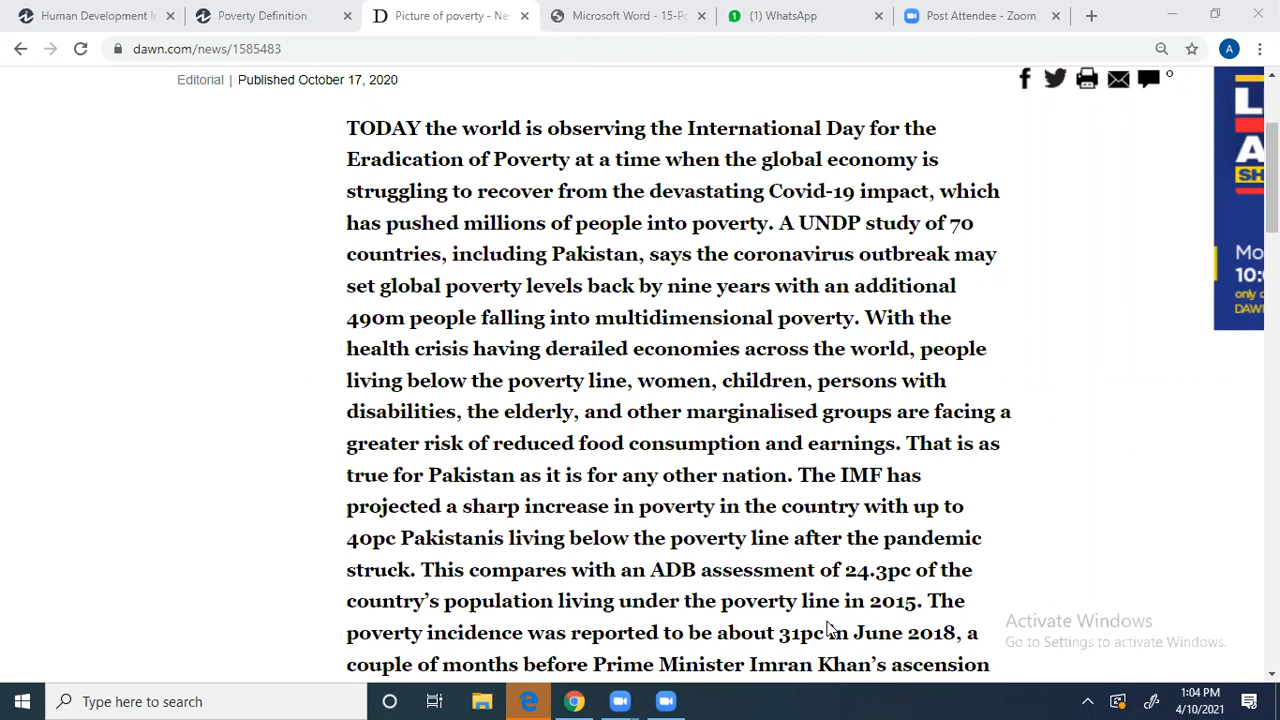 Human Development I
Poverty Definition
D Picture of poverty - Ne
Microsoft Word - 15-Po
(1) WhatsApp
Post Attendee - Zoom
dawn.com/news/1585483
A
Editorial | Published October 17, 2020
0
TODAY the world is observing the International Day for the
Eradication of Poverty at a time when the global economy is
struggling to recover from the devastating Covid-19 impact, which
has pushed millions of people into poverty. A UNDP study of 70
countries, including Pakistan, says the coronavirus outbreak may
set global poverty levels back by nine years with an additional
490m people falling into multidimensional poverty. With the
health crisis having derailed economies across the world, people
living below the poverty line, women, children, persons with
disabilities, the elderly, and other marginalised groups are facing a
greater risk of reduced food consumption and earnings. That is as
true for Pakistan as it is for any other nation. The IMF has
projected a sharp increase in poverty in the country with up to
40pc Pakistanis living below the poverty line after the pandemic
struck. This compares with an ADB assessment of 24.3pc of the
country's population living under the poverty line in 2015. The
poverty incidence was reported to be about 31pc in June 2018, a
couple of months before Prime Minister Imran Khan's ascension
L
A
SH
Mo
10:0
only o
DAWN
Activate Windows
Go to Settings to activate Windows.
Type here to search
1:04 PM
4/10/2021